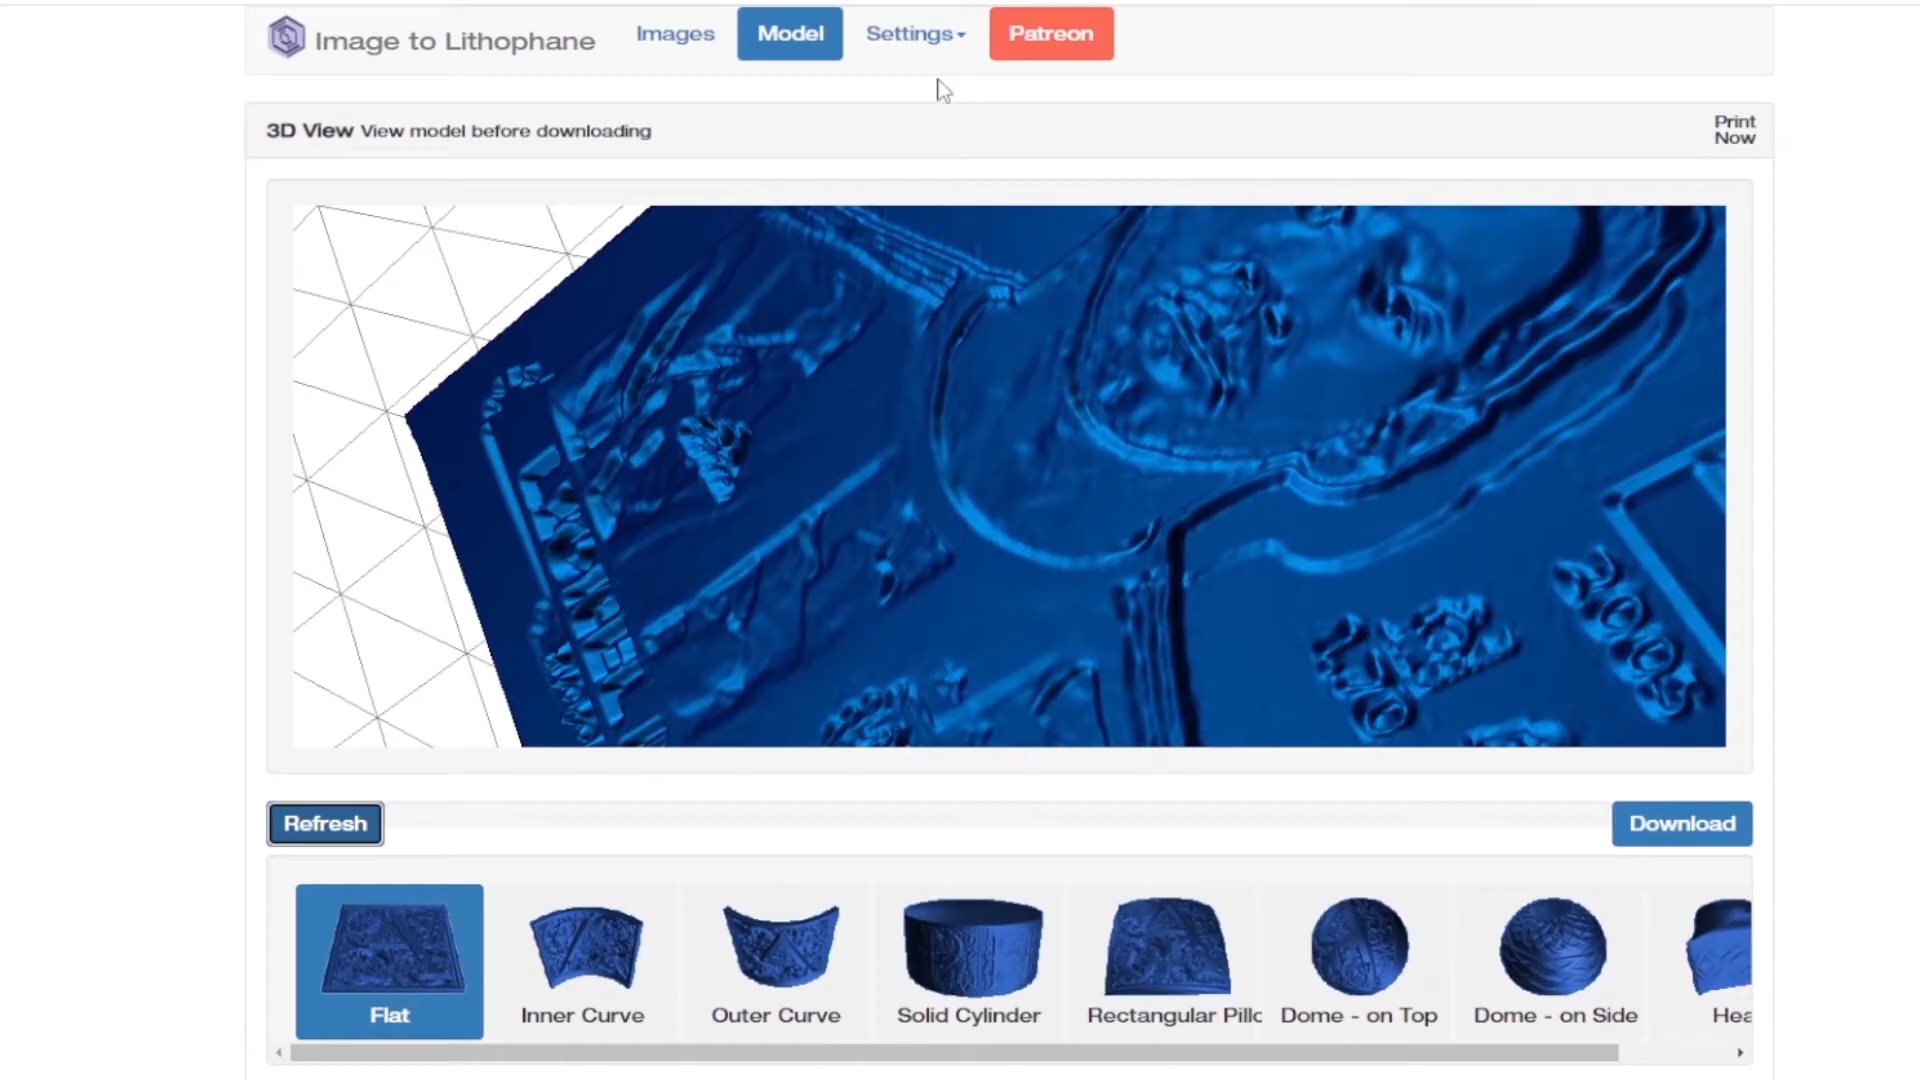 Image to Lithophane
Images
Model
Settings
Patreon
3D View View model before downloading
Print
Now
Refresh
Download
Flat
Inner Curve
Outer Curve
Solid Cylinder
Rectangular Pillo
Dome - on Top
Dome - on Side
Hea